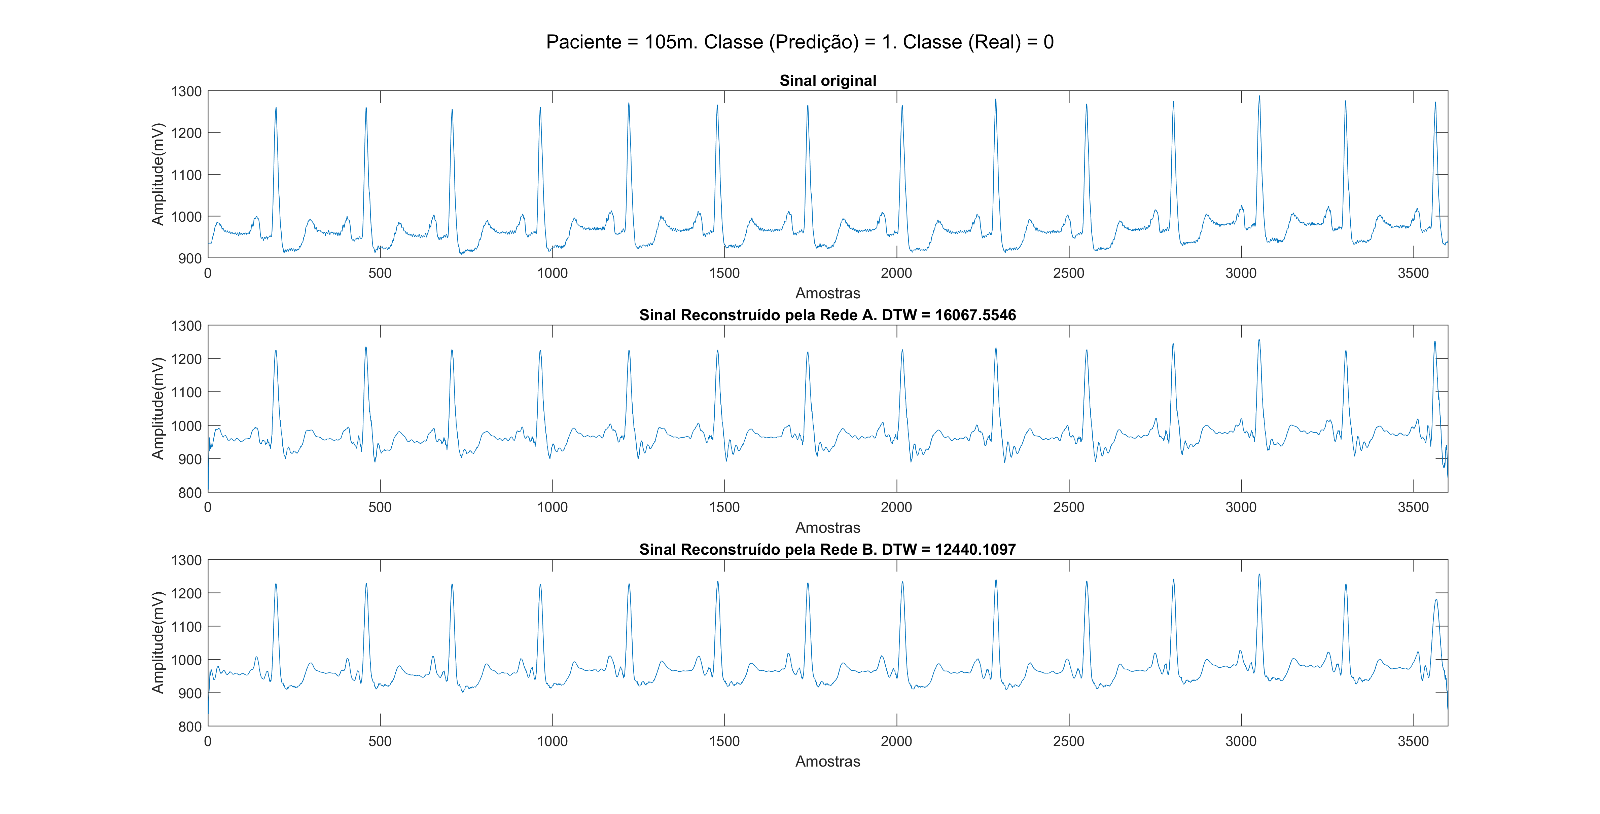 Paciente = 105m. Classe (Predição) = 1. Classe (Real) = 0
Sinal original
Amplitude(mV)
1300
1200
1100
1000
900
0 500 1000 1500 2000 2500 3000 3500
Amostras
Sinal Reconstruído pela Rede A. DTW = 16067.5546
Amplitude(mV)
1300
1200
1100
1000
900
800
0 500 1000 1500 2000 2500 3000 3500
Amostras
Sinal Reconstruído pela Rede B. DTW = 12440.1097
Amplitude(mV)
1300
1200
1100
1000
900
800
0 500 1000 1500 2000 2500 3000 3500
Amostras